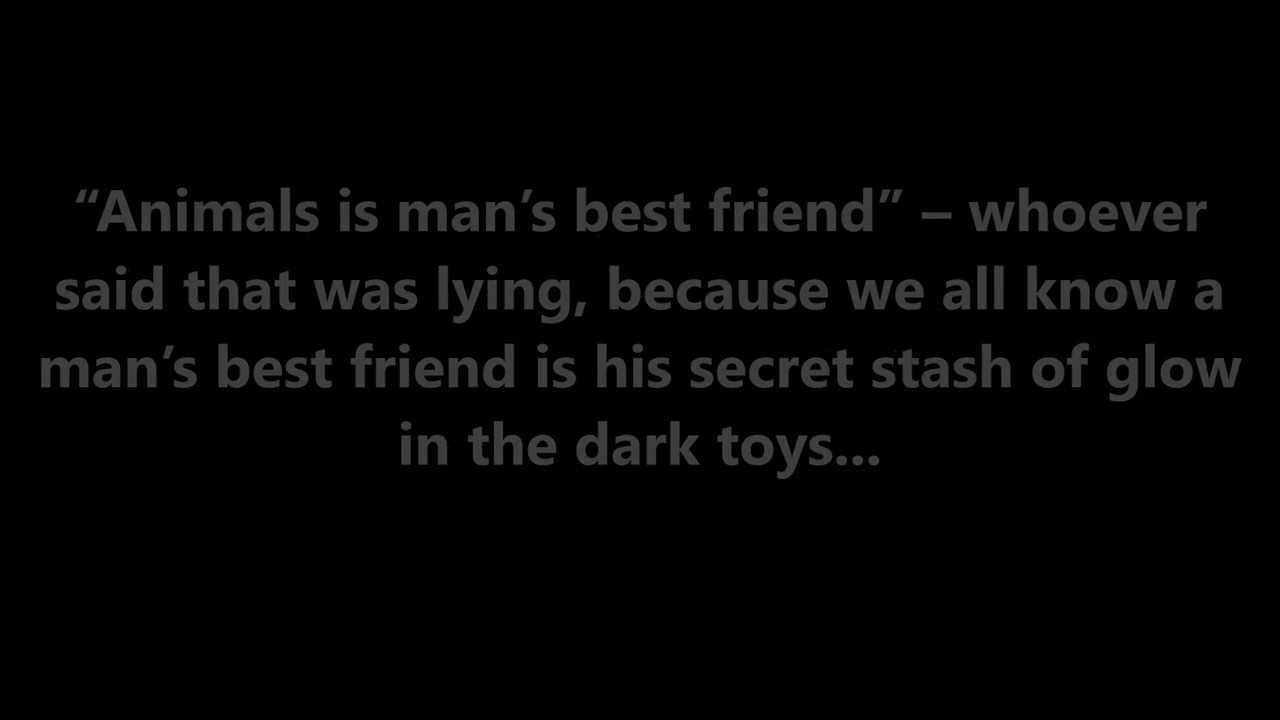 “Animals is man’s best friend” – whoever
said that was lying, because we all know a
man’s best friend is his secret stash of glow
in the dark toys...